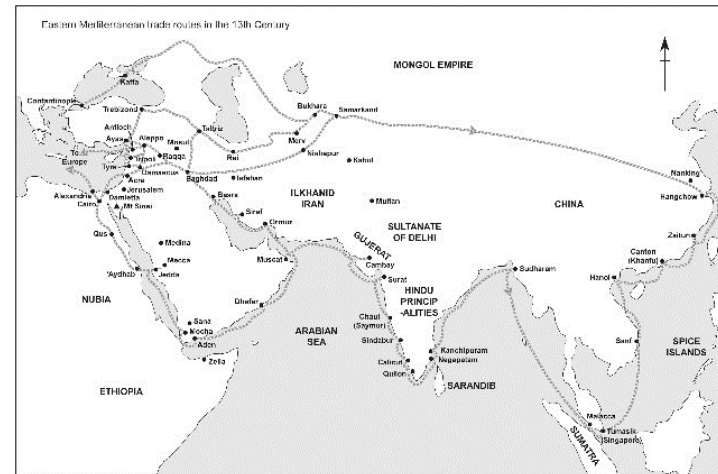 Eastern Mediterranean trade routes in the 13th Century
MONGOL EMPIRE
Kaffa
Constantinople
Trebizond
Bukhara
Samarkand
Antioch
Ayas
Aleppo
Mosul
Tabriz
Merv
To
Europe
Tripoli
Raqqa
Rei
Nishapur
Kabul
Nanking
Tyre
Damascus
Acre
Baghdad
Isfahan
Hangchow
Jerusalem
Alexandria
Damietta
Cairo
Mt Sinai
Basra
ILKHANID
IRAN
Multan
CHINA
Siraf
Ormuz
SULTANATE
OF DELHI
Zaitun
Qus
Medina
Muscat
GUJERAT
Cambay
Canton
(Khanfu)
Mecca
'Aydhab
Jedda
Surat
Sudharam
Hanoi
NUBIA
HINDU
PRINCIP
-ALITIES
Dhofar
Chaul
(Saymur)
Sana
Mocha
Aden
ARABIAN
SEA
Sindabur
Kanchipuram
Negapatam
SPICE
ISLANDS
Zeila
Calicut
Quilon
SARANDIB
ETHIOPIA
Malacca
Tumasik
(Singapore)
SUMATRA